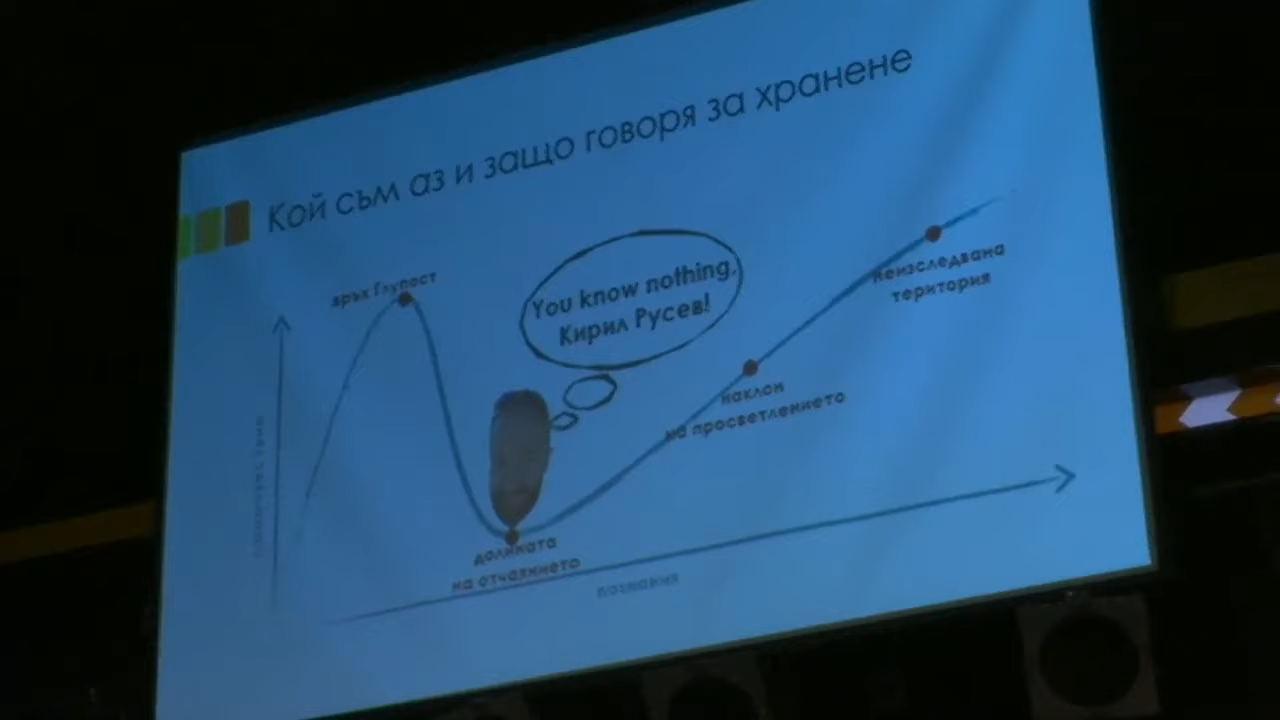 Кой съм аз и защо говоря за хранене
връх Глупост
You know nothing,
Кирил Русев!
неизследвана
територия
наклон
на просветлението
долината
на отчаянието
познания